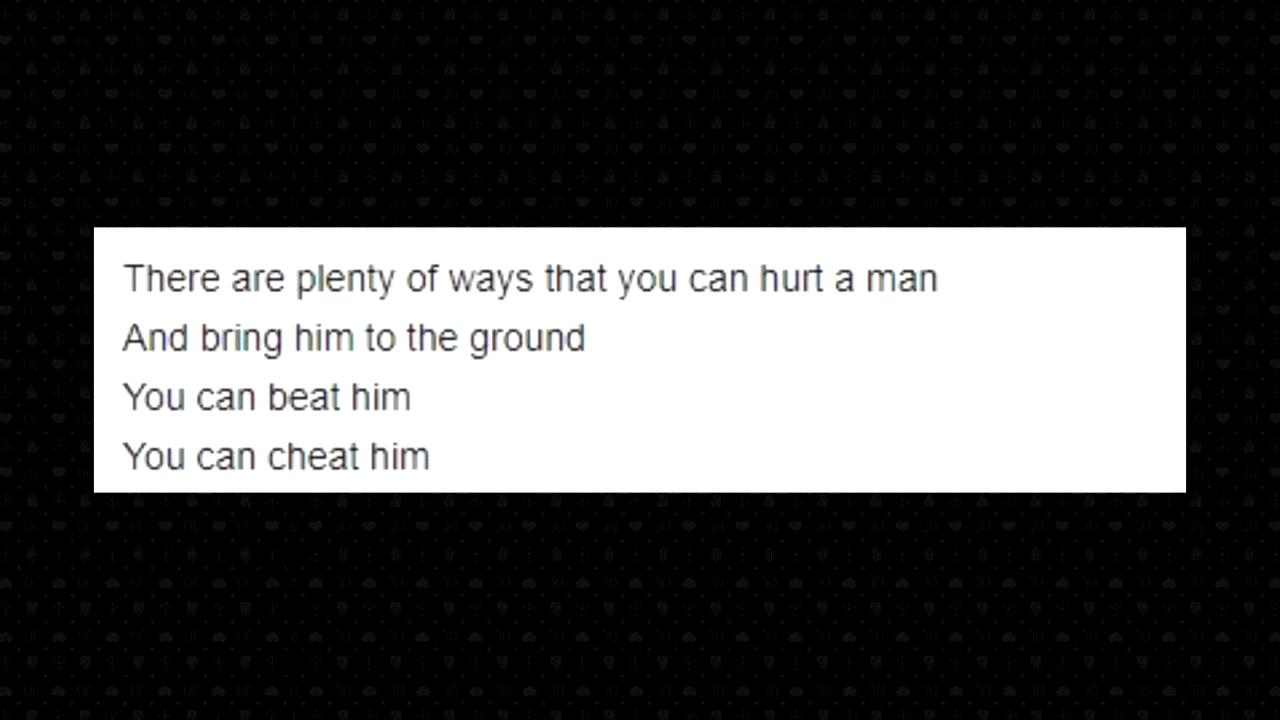 There are plenty of ways that you can hurt a man
And bring him to the ground
You can beat him
You can cheat him